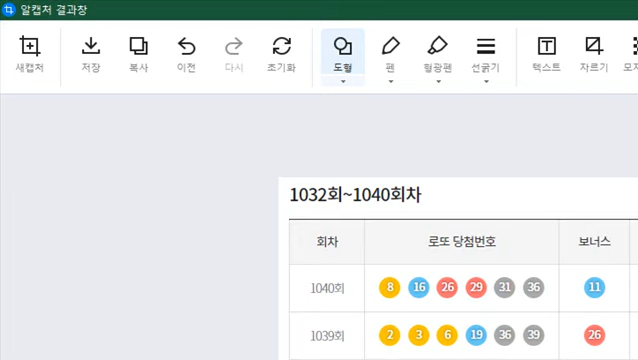 알캡처 결과창
새캡처 저장 복사 이전 다시 초기화 도형 펜 형광펜 선굵기 텍스트 자르기
1032회~1040회차
회차 로또 당첨번호 보너스
1040회 8 16 26 29 31 36 11
1039회 2 3 6 19 36 39 26